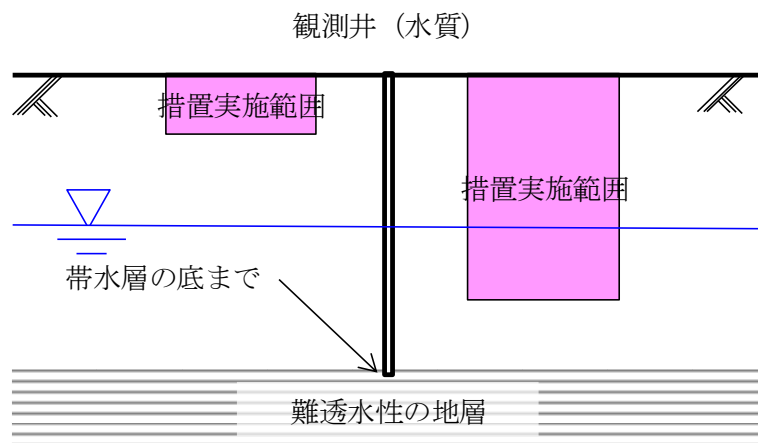 観測井（水質）
措置実施範囲
措置実施範囲
帯水層の底まで
難透水性の地層